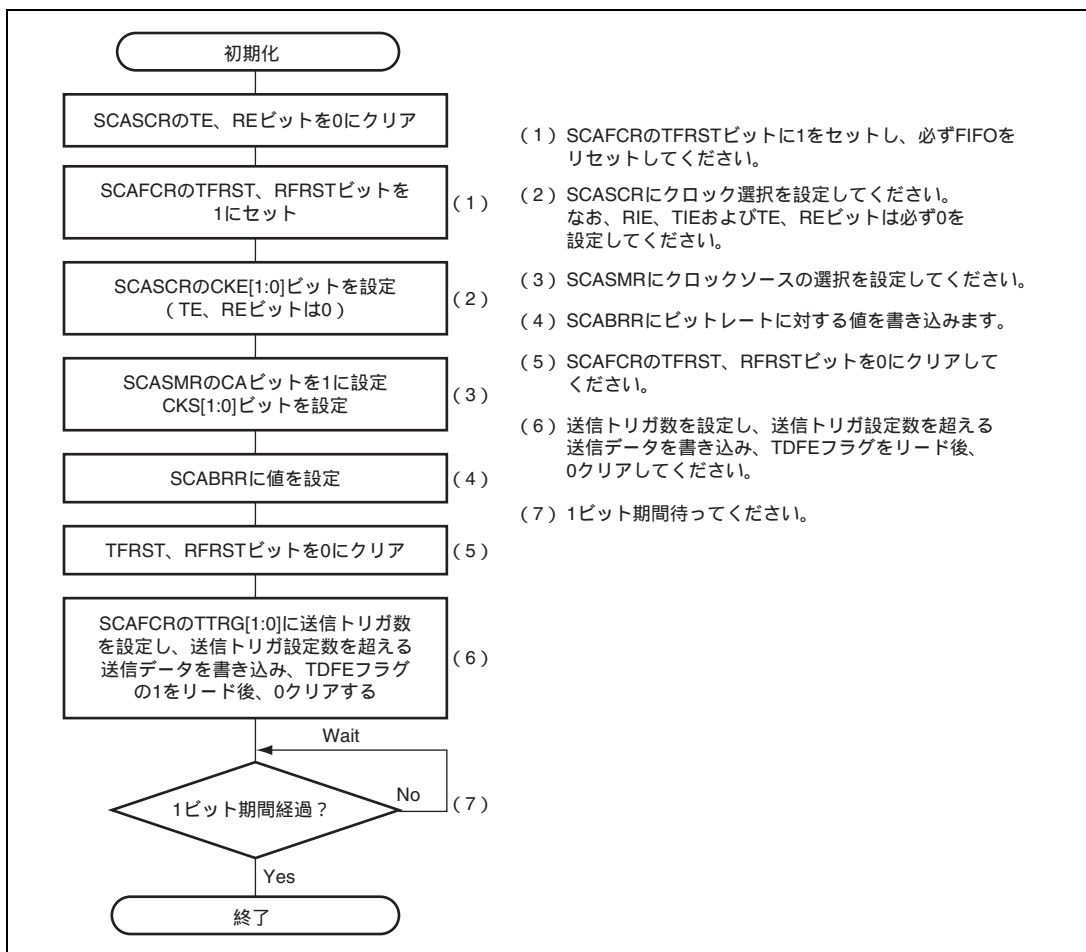 初期化
SCASCRのTE、REビットを0にクリア
SCAFCRのTFRST、RFRSTビットを
1にセット
（1）
SCASCRのCKE[1:0]ビットを設定
（TE、REビットは0）
（2）
SCASMRのCAビットを1に設定
CKS[1:0]ビットを設定
（3）
SCABRRに値を設定
（4）
TFRST、RFRSTビットを0にクリア
（5）
SCAFCRのTTRG[1:0]に送信トリガ数
を設定し、送信トリガ設定数を超える
送信データを書き込み、TDFEフラグ
の1をリード後、0クリアする
（6）
Wait
1ビット期間経過？
No
（7）
Yes
終了
（1）SCAFCRのTFRSTビットに1をセットし、必ずFIFOを
リセットしてください。
（2）SCASCRにクロック選択を設定してください。
なお、RIE、TIEおよびTE、REビットは必ず0を
設定してください。
（3）SCASMRにクロックソースの選択を設定してください。
（4）SCABRRにビットレートに対する値を書き込みます。
（5）SCAFCRのTFRST、RFRSTビットを0にクリアして
ください。
（6）送信トリガ数を設定し、送信トリガ設定数を超える
送信データを書き込み、TDFEフラグをリード後、
0クリアしてください。
（7）1ビット期間待ってください。